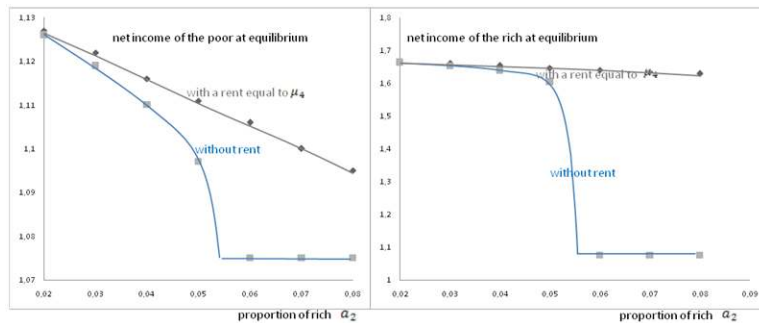 net income of the poor at equilibrium
1,13
1,12
1,11
1,1
1,09
1,08
1,07
with a rent equal to μ₄
without rent
0,02 0,03 0,04 0,05 0,06 0,07 0,08
proportion of rich a₂
net income of the rich at equilibrium
1,8
1,7
1,6
1,5
1,4
1,3
1,2
1,1
1
with a rent equal to μ₄
without rent
0,02 0,03 0,04 0,05 0,06 0,07 0,08 0,09
proportion of rich a₂